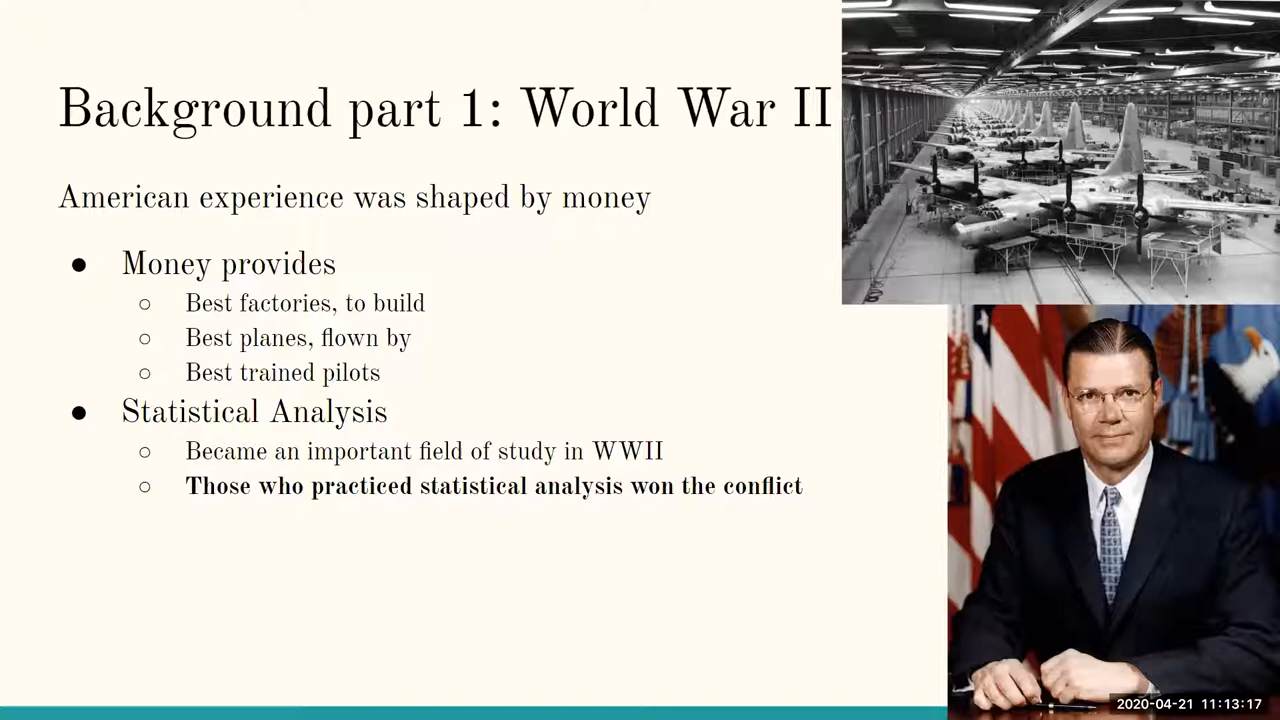 Background part 1: World War II
American experience was shaped by money
● Money provides
○ Best factories, to build
○ Best planes, flown by
○ Best trained pilots
● Statistical Analysis
○ Became an important field of study in WWII
○ Those who practiced statistical analysis won the conflict
2020-04-21 11:13:17